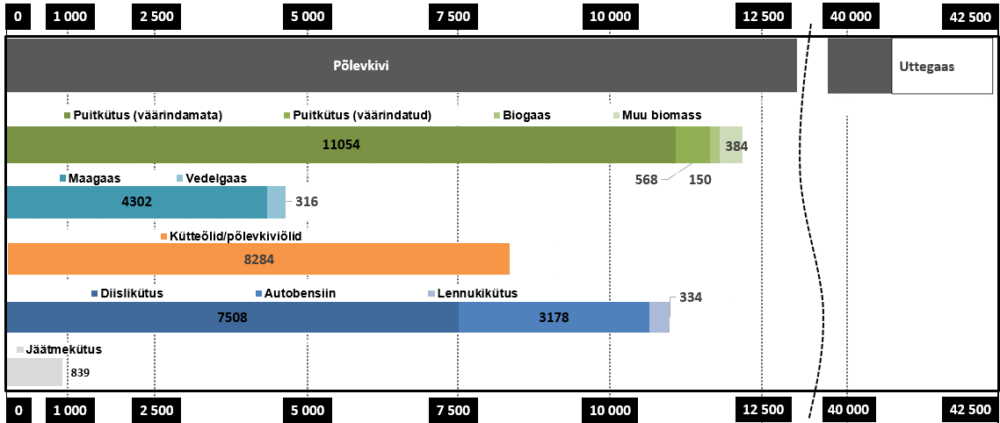 0 1 000 2 500 5 000 7 500 10 000 12 500 40 000 42 500
Põlevkivi Uttegaas
Puitkütus (väärindamata) Puitkütus (väärindatud) Biogaas Muu biomass
11054 384
568 150
Maagaas Vedelgaas
4302 316
Kütteõlid/põlevkiviõlid
8284
Diislikütus Autobensiin Lennukikütus
334
7508 3178
Jäätmekütus
839
0 1 000 2 500 5 000 7 500 10 000 12 500 40 000 42 500